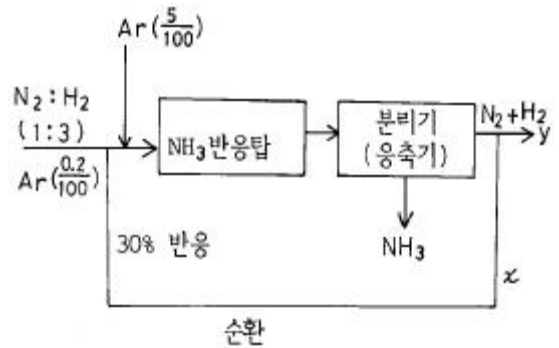 Ar(5/100)
N₂:H₂
(1:3)
Ar(0.2/100)
NH₃반응탑
분리기
(응축기)
N₂+H₂
y
NH₃
30% 반응
x
순환